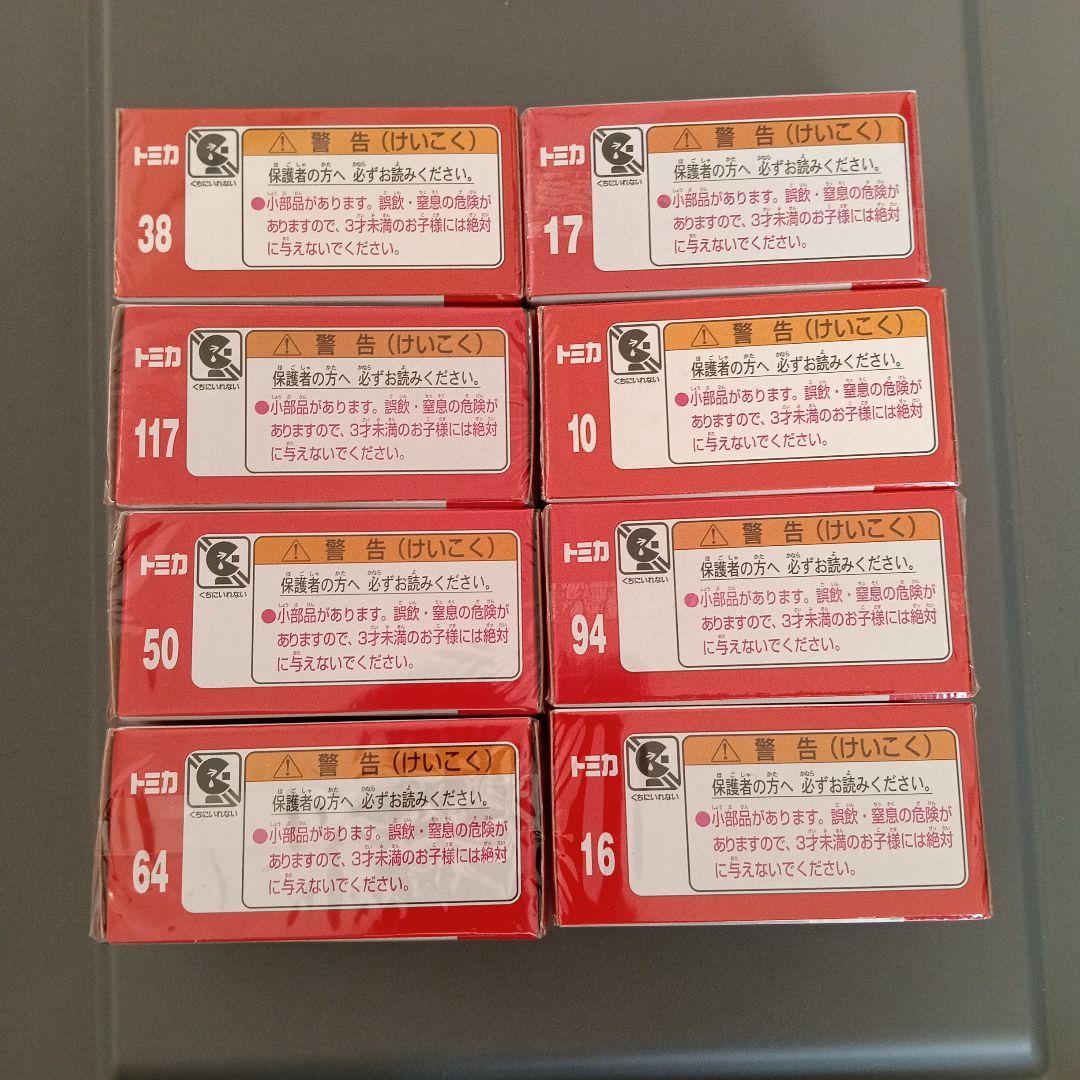 トミカ
38
くちにいれない
警告(けいこく)
保護者の方へ 必ずお読みください。
●小部品があります。誤飲・窒息の危険が
ありますので、3才未満のお子様には絶対
に与えないでください。
トミカ
17
くちにいれない
警告(けいこく)
保護者の方へ 必ずお読みください。
●小部品があります。誤飲・窒息の危険が
ありますので、3才未満のお子様には絶対
に与えないでください。
トミカ
117
くちにいれない
警告(けいこく)
保護者の方へ 必ずお読みください。
●小部品があります。誤飲・窒息の危険が
ありますので、3才未満のお子様には絶対
に与えないでください。
トミカ
10
くちにいれない
警告(けいこく)
保護者の方へ 必ずお読みください。
●小部品があります。誤飲・窒息の危険が
ありますので、3才未満のお子様には絶対
に与えないでください。
トミカ
50
くちにいれない
警告(けいこく)
保護者の方へ 必ずお読みください。
●小部品があります。誤飲・窒息の危険が
ありますので、3才未満のお子様には絶対
に与えないでください。
トミカ
94
くちにいれない
警告(けいこく)
保護者の方へ 必ずお読みください。
●小部品があります。誤飲・窒息の危険が
ありますので、3才未満のお子様には絶対
に与えないでください。
トミカ
64
くちにいれない
警告(けいこく)
保護者の方へ 必ずお読みください。
●小部品があります。誤飲・窒息の危険が
ありますので、3才未満のお子様には絶対
に与えないでください。
トミカ
16
くちにいれない
警告(けいこく)
保護者の方へ 必ずお読みください。
●小部品があります。誤飲・窒息の危険が
ありますので、3才未満のお子様には絶対
に与えないでください。